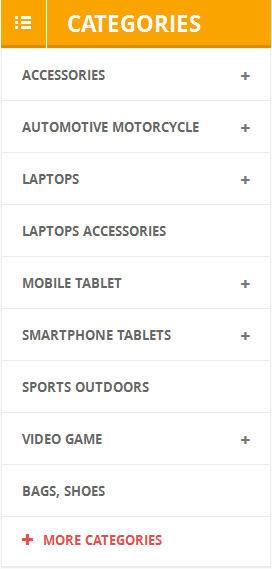 CATEGORIES
ACCESSORIES +
AUTOMOTIVE MOTORCYCLE +
LAPTOPS +
LAPTOPS ACCESSORIES
MOBILE TABLET +
SMARTPHONE TABLETS +
SPORTS OUTDOORS
VIDEO GAME +
BAGS, SHOES
+ MORE CATEGORIES